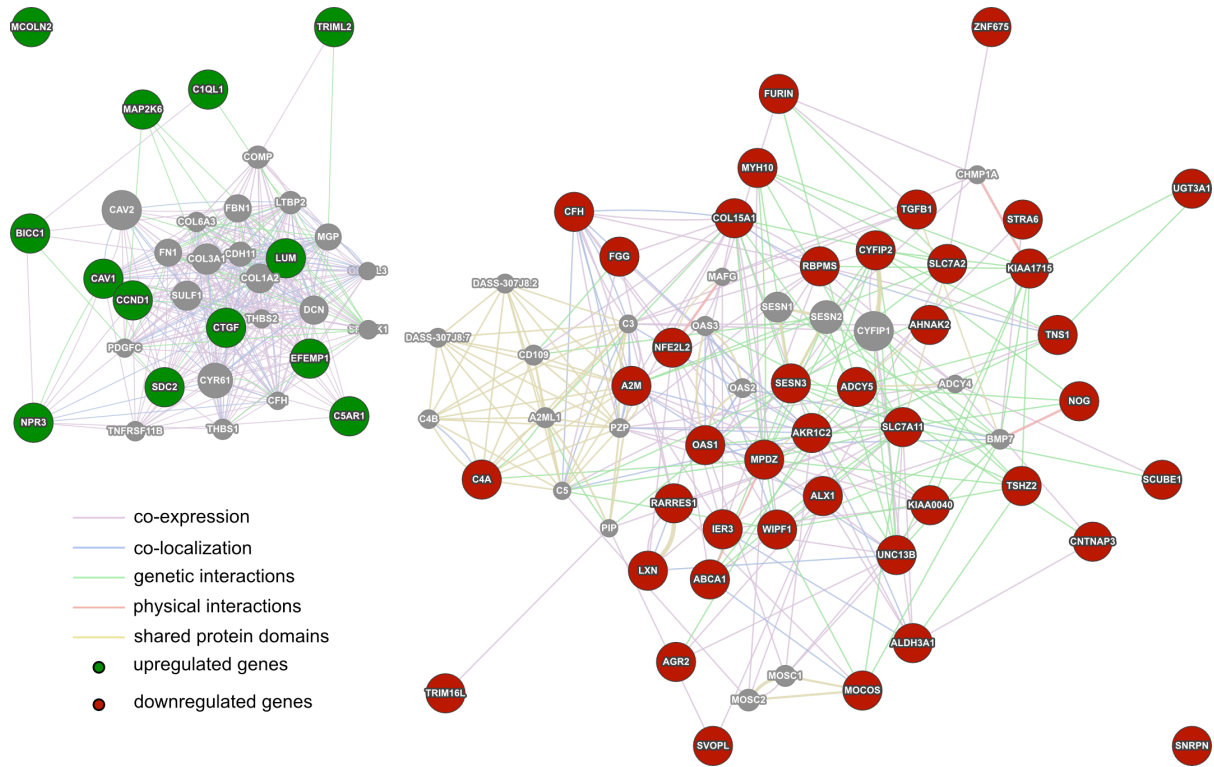 MCOLN2
TRIML2
C1QL1
MAP2K6
COMP
CAV2
FBN1
LTBP2
COL6A3
BICC1
MGP
FN1
COL3A1
CDH11
LUM
CAV1
COL1A2
CCND1
SULF1
DCN
THBS2
CTGF
PDGFC
EFEMP1
SDC2
CYR61
CFH
NPR3
TNFRSF11B
THBS1
C5AR1
ZNF675
FURIN
MYH10
CHMP1A
UGT3A1
CFH
COL15A1
TGFB1
STRA6
FGG
RBPMS
CYFIP2
SLC7A2
KIAA1715
MAFG
DASS-307J8.2
SESN1
SESN2
C3
OAS3
CYFIP1
AHNAK2
TNS1
DASS-307J8.7
NFE2L2
CD109
A2M
OAS2
SESN3
ADCY5
ADCY4
NOG
C4B
A2ML1
PZP
AKR1C2
SLC7A11
BMP7
OAS1
MPDZ
C4A
C5
ALX1
TSHZ2
SCUBE1
RARRES1
KIAA0040
PIP
IER3
WIPF1
CNTNAP3
UNC13B
LXN
ABCA1
ALDH3A1
AGR2
MOSC1
MOCOS
TRIM16L
MOSC2
SVOPL
SNRPN
co-expression
co-localization
genetic interactions
physical interactions
shared protein domains
upregulated genes
downregulated genes